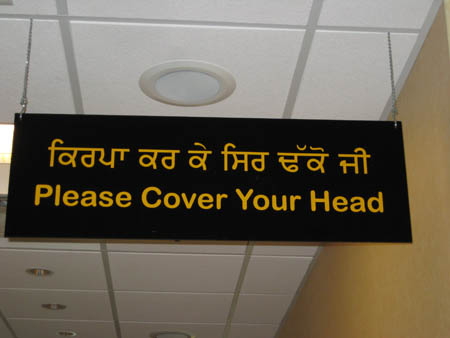 ਕਿਰਪਾ ਕਰ ਕੇ ਸਿਰ ਢੱਕੋ ਜੀ
Please Cover Your Head